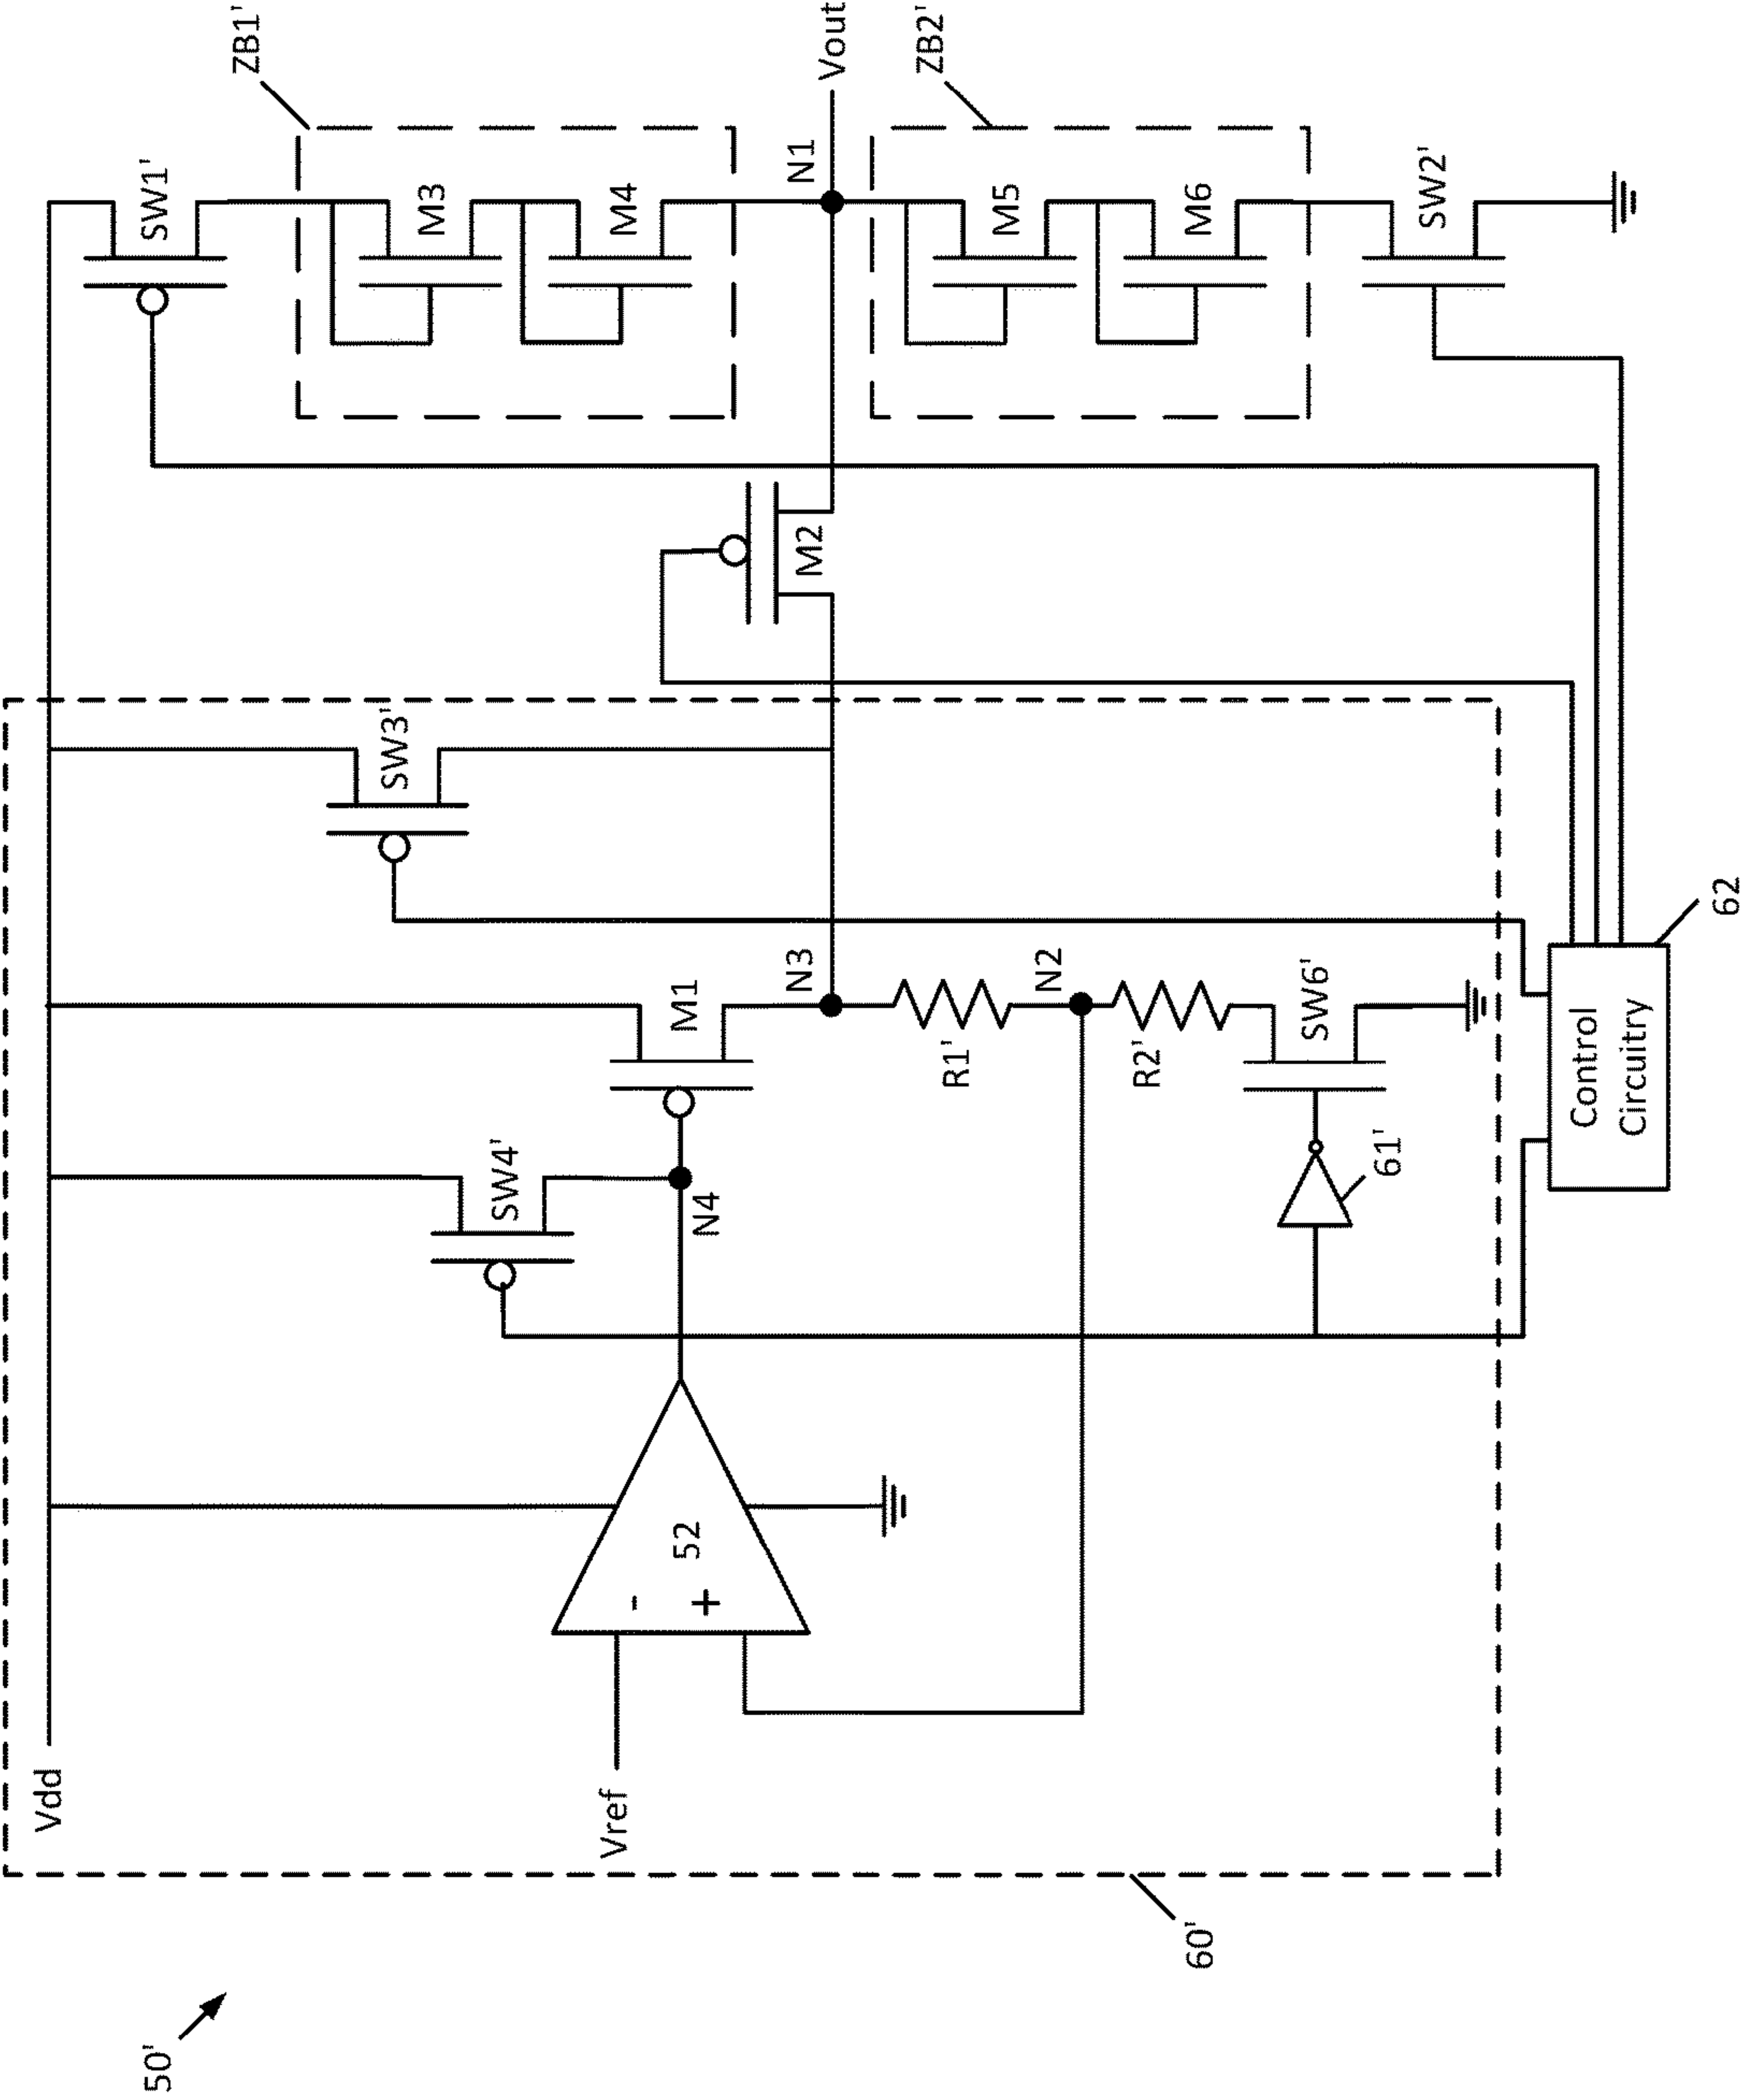 50'
60'
Vdd
Vref
-
+
52
SW4'
N4
M1
N3
R1'
N2
R2'
SW6'
61'
SW3'
Control
Circuitry
62
M2
SW1'
ZB1'
M3
M4
N1
Vout
ZB2'
M5
M6
SW2'